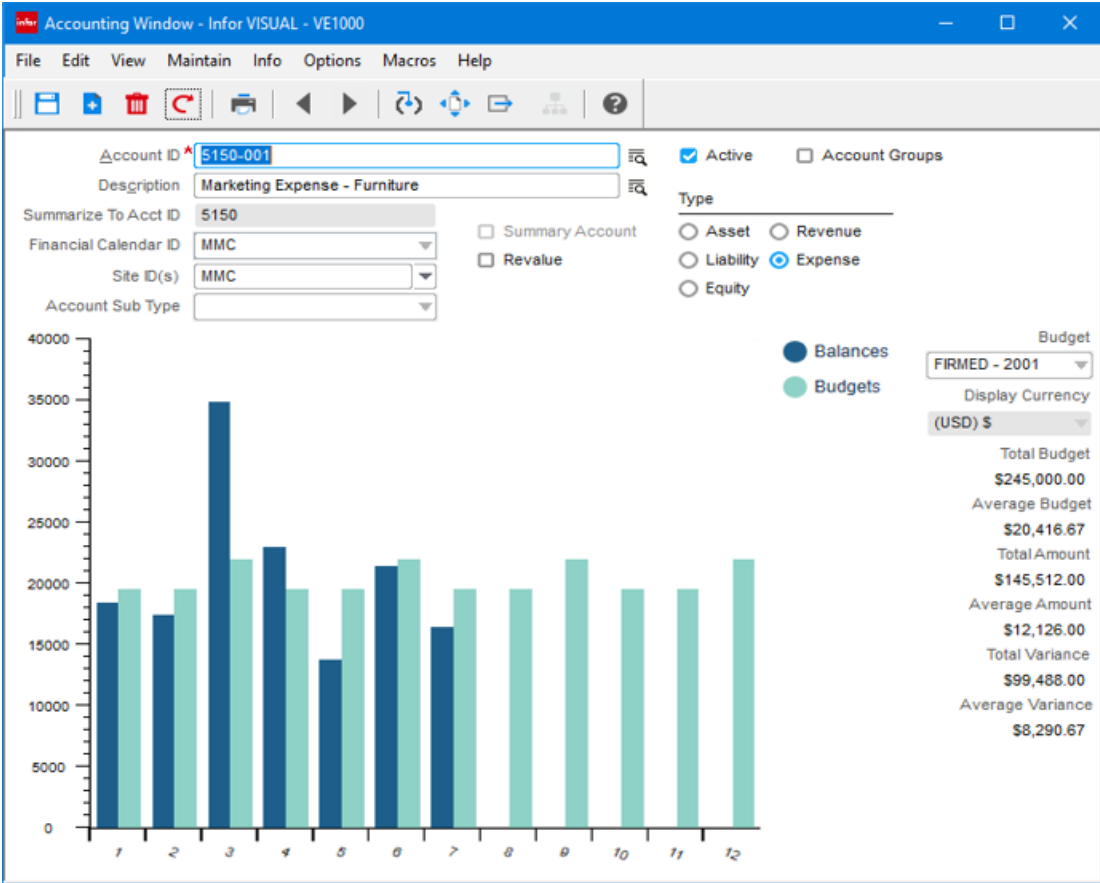 infor Accounting Window - Infor VISUAL - VE1000
File Edit View Maintain Info Options Macros Help
Account ID * 5150-001
Active Account Groups
Description Marketing Expense - Furniture
Type
Summarize To Acct ID 5150
Summary Account
Asset Revenue
Financial Calendar ID MMC
Revalue
Liability Expense
Site ID(s) MMC
Equity
Account Sub Type
Balances
Budgets
40000
35000
30000
25000
20000
15000
10000
5000
0
1 2 3 4 5 6 7 8 9 10 11 12
Budget
FIRMED - 2001
Display Currency
(USD) $
Total Budget
$245,000.00
Average Budget
$20,416.67
Total Amount
$145,512.00
Average Amount
$12,126.00
Total Variance
$99,488.00
Average Variance
$8,290.67